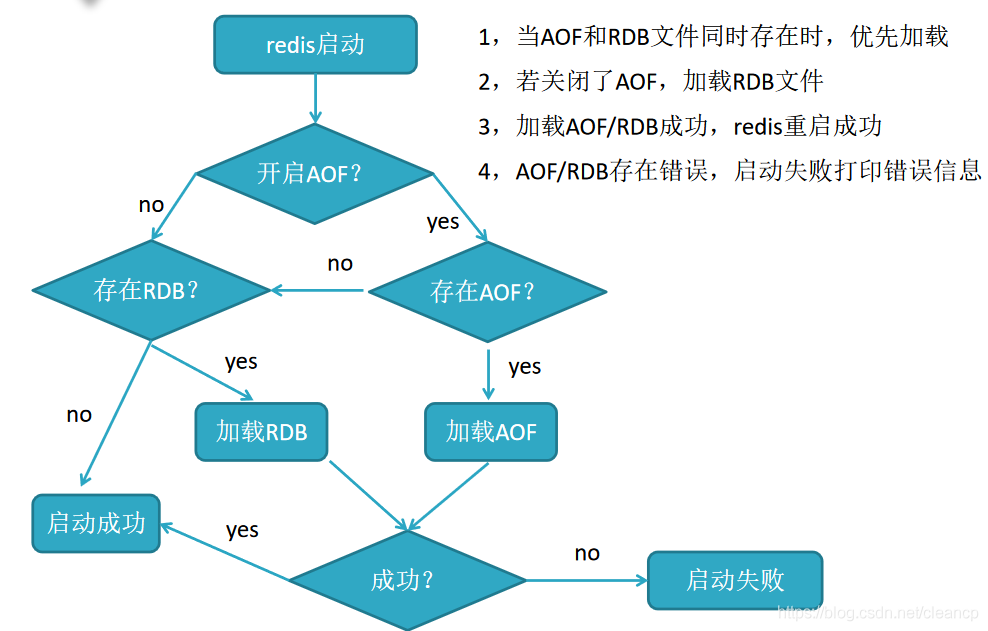 redis启动
1，当AOF和RDB文件同时存在时，优先加载
2，若关闭了AOF，加载RDB文件
3，加载AOF/RDB成功，redis重启成功
4，AOF/RDB存在错误，启动失败打印错误信息
开启AOF？
no
yes
存在RDB？
no
存在AOF？
yes
yes
no
加载RDB
加载AOF
启动成功
yes
成功？
no
启动失败
https://blog.csdn.net/cleancp